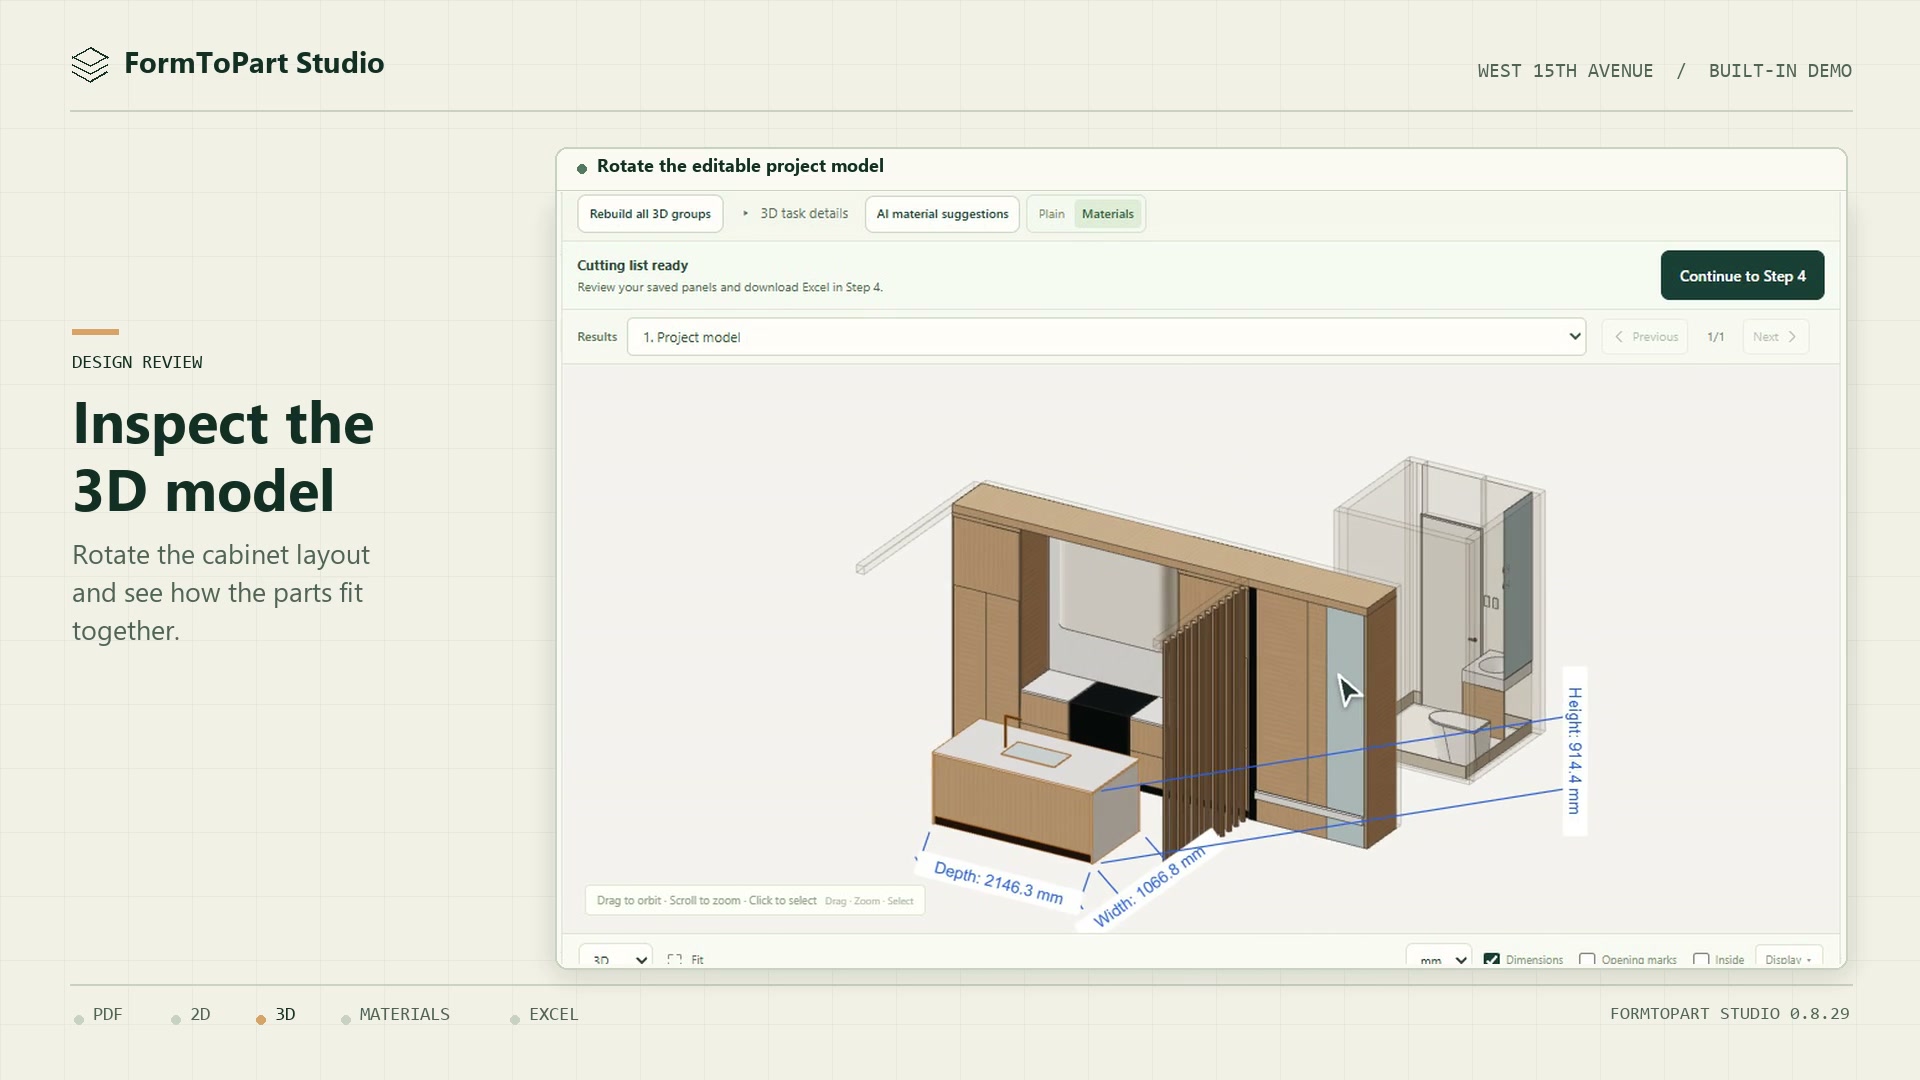 FormToPart Studio
WEST 15TH AVENUE / BUILT-IN DEMO
DESIGN REVIEW
Inspect the
3D model
Rotate the cabinet layout
and see how the parts fit
together.
Rotate the editable project model
Rebuild all 3D groups
3D task details
AI material suggestions
Plain
Materials
Cutting list ready
Review your saved panels and download Excel in Step 4.
Continue to Step 4
Results
1. Project model
Previous
1/1
Next
Height: 914.4 mm
Depth: 2146.3 mm
Width: 1066.8 mm
Drag to orbit · Scroll to zoom · Click to select Drag · Zoom · Select
3D
Fit
mm
Dimensions
Opening marks
Inside
Display
PDF
2D
3D
MATERIALS
EXCEL
FORMTOPART STUDIO 0.8.29